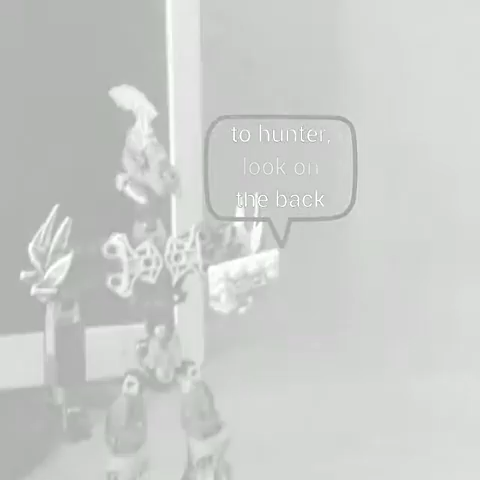 to hunter,
look on
the back